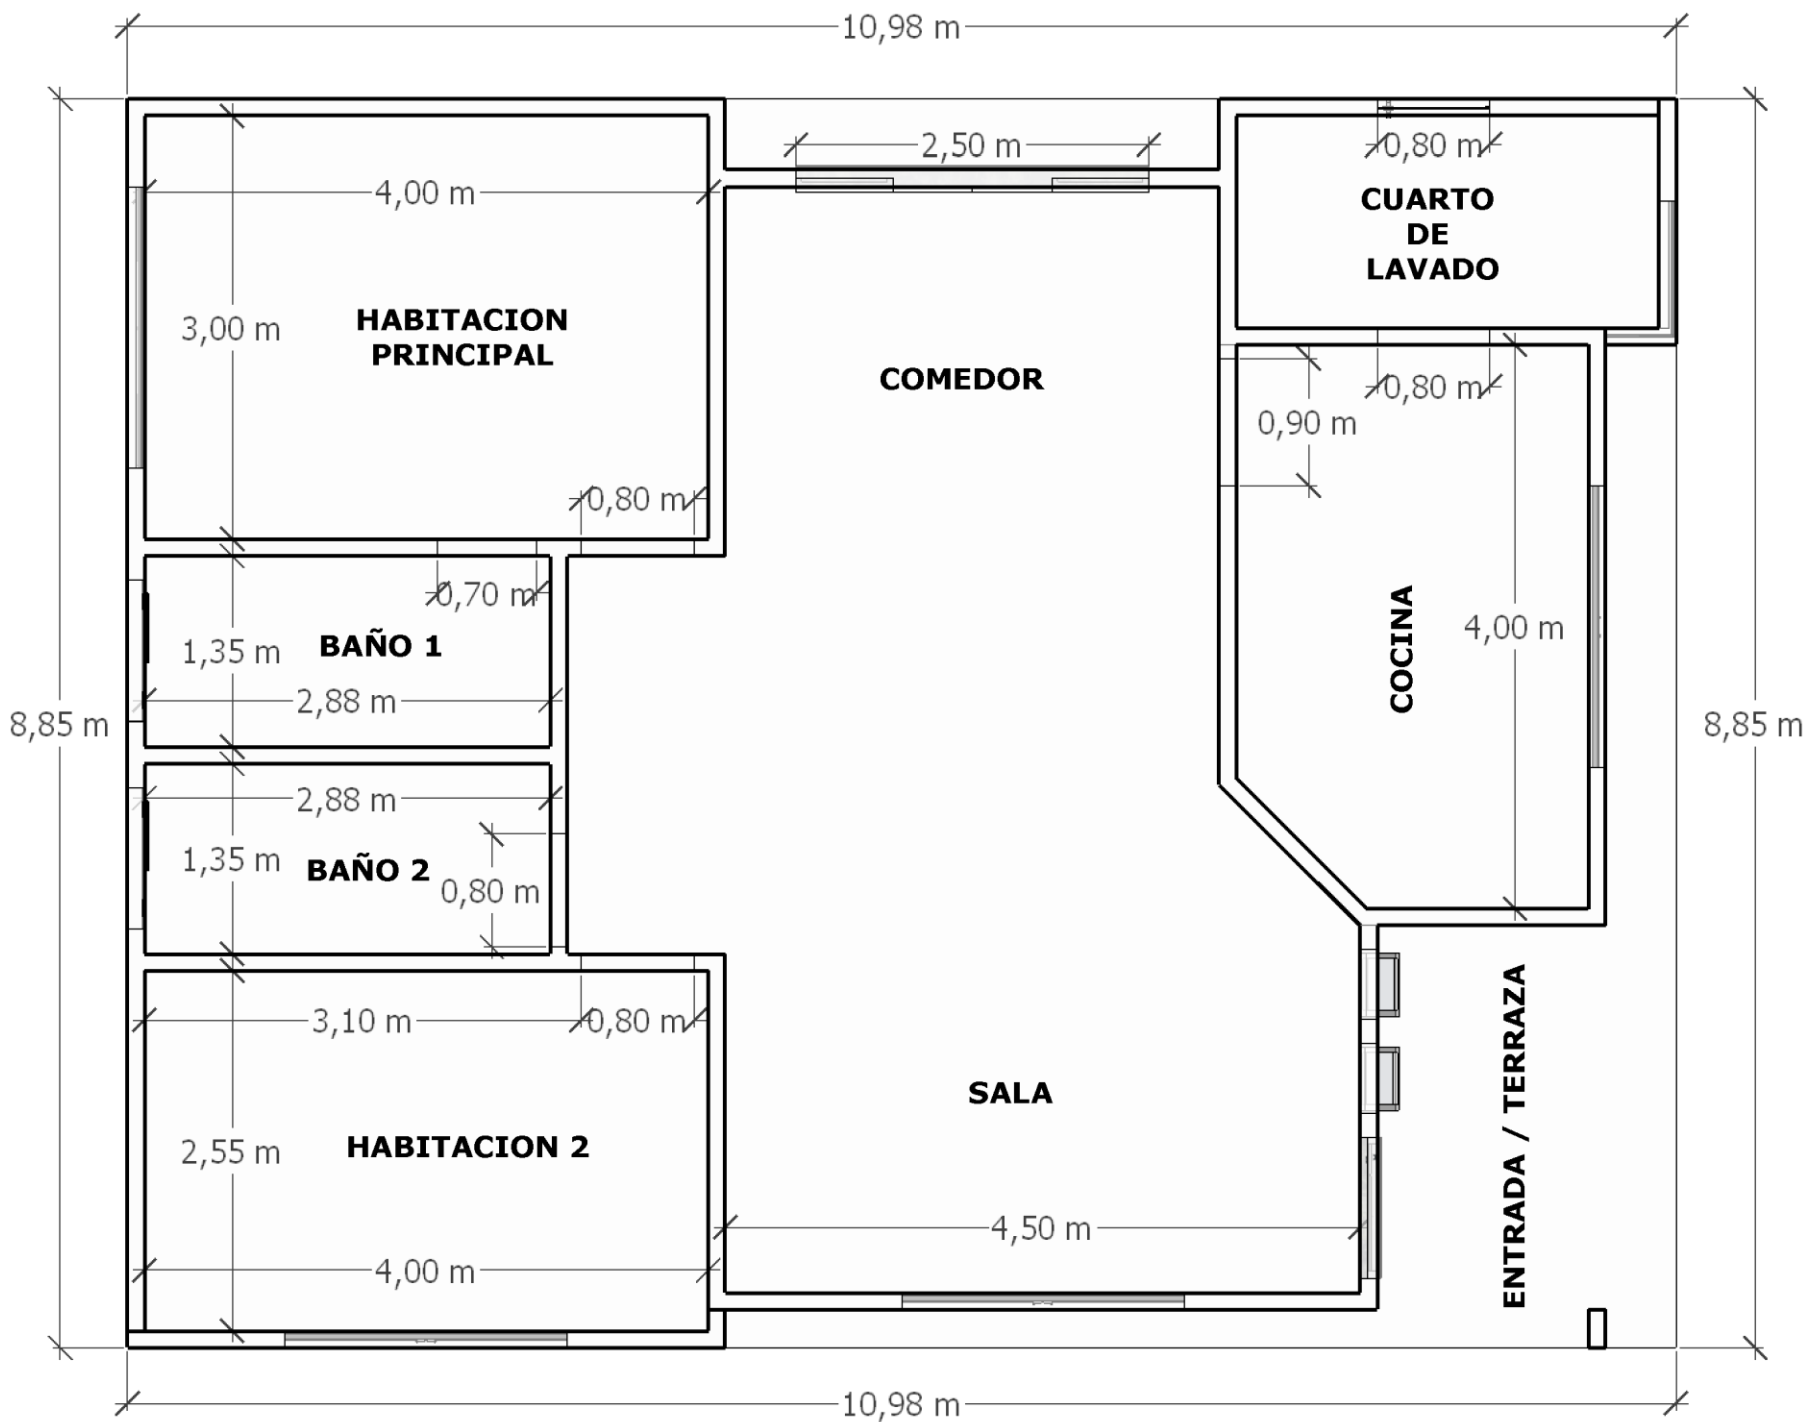 10,98 m
2,50 m
0,80 m
4,00 m
CUARTO
DE
LAVADO
3,00 m
HABITACION
PRINCIPAL
COMEDOR
0,80 m
0,90 m
0,80 m
0,70 m
1,35 m
BAÑO 1
COCINA
4,00 m
2,88 m
8,85 m
8,85 m
2,88 m
1,35 m
BAÑO 2
0,80 m
3,10 m
0,80 m
SALA
ENTRADA / TERRAZA
2,55 m
HABITACION 2
4,50 m
4,00 m
10,98 m